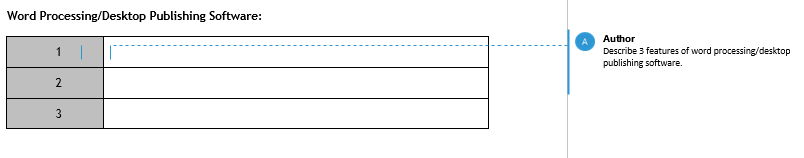 Word Processing/Desktop Publishing Software:
1
2
3
A
Author
Describe 3 features of word processing/desktop
publishing software.